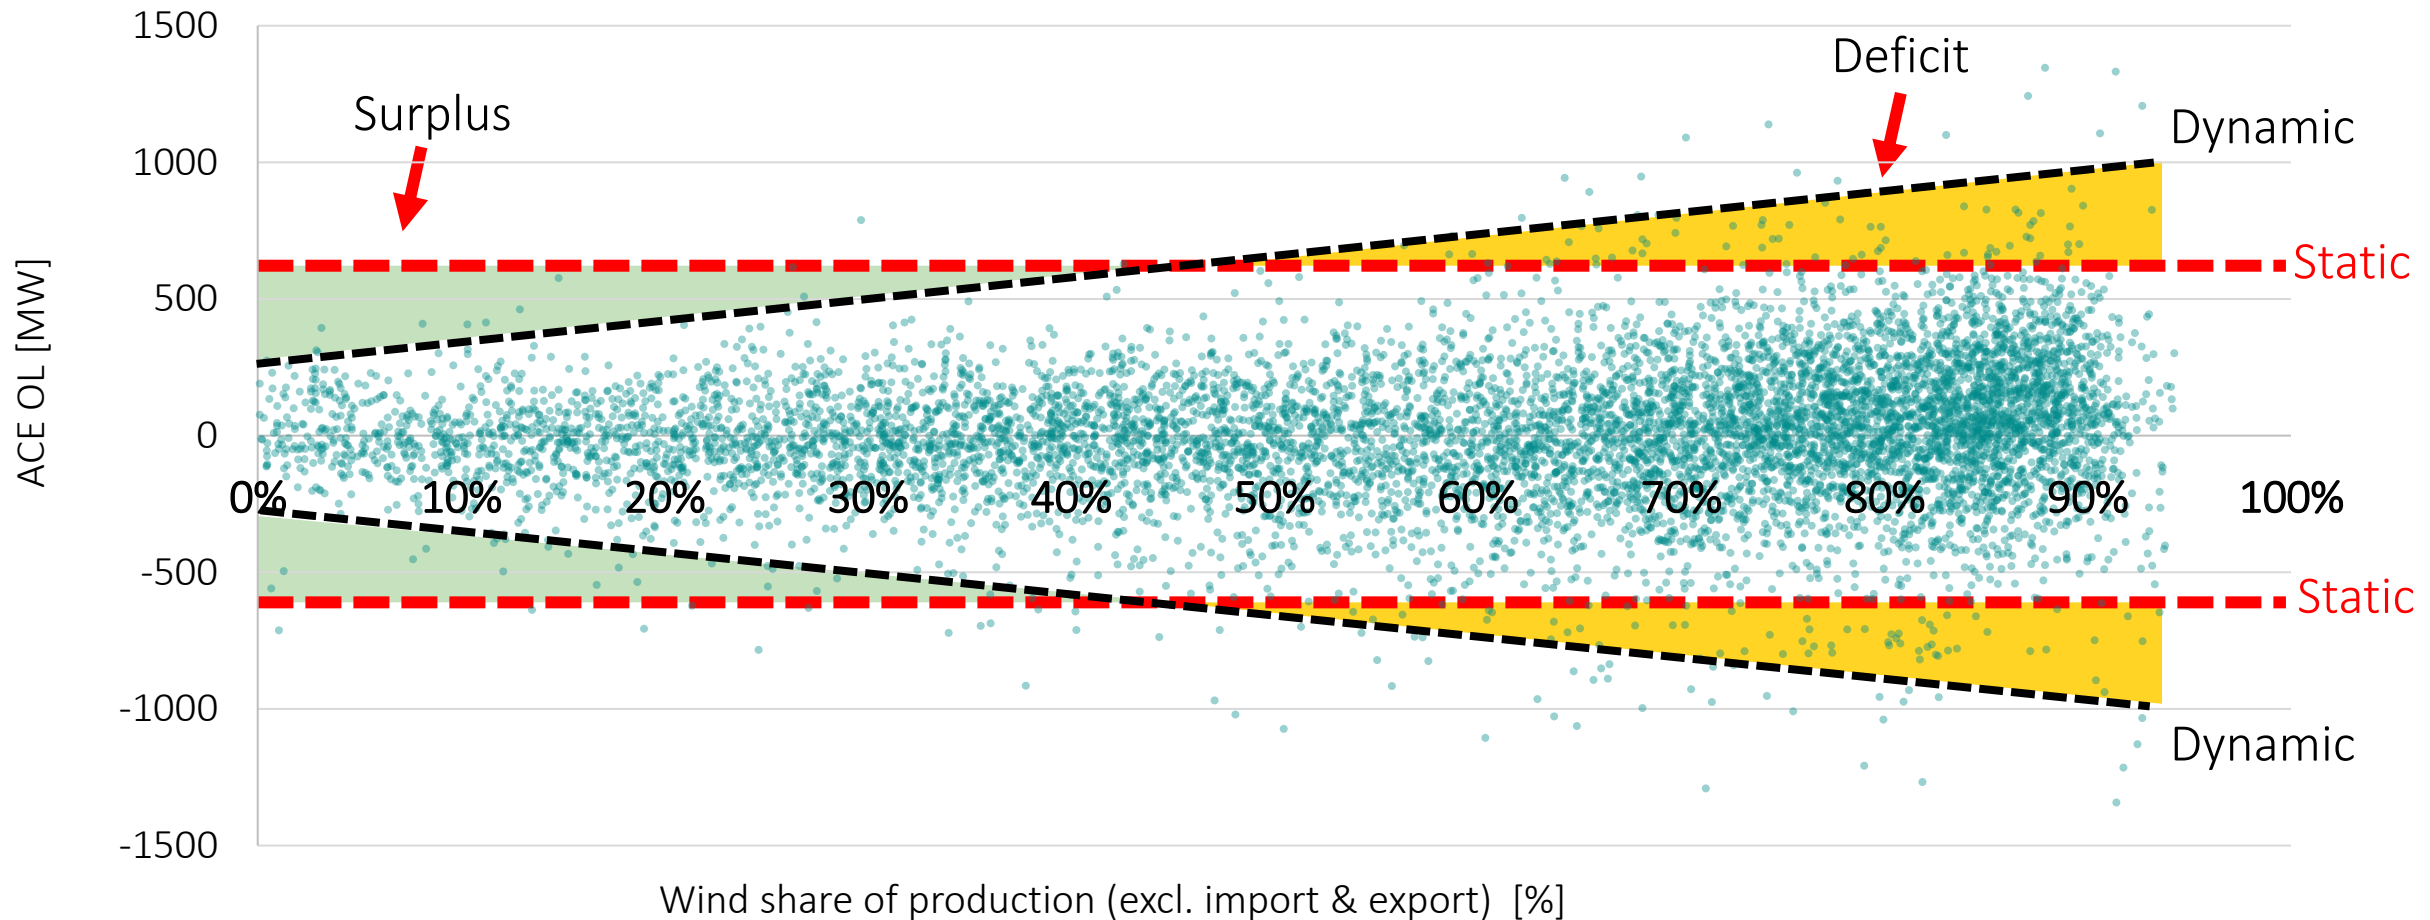 1500
Deficit
Surplus
Dynamic
1000
Static
500
ACE OL [MW]
0
0%
10%
20%
30%
40%
50%
60%
70%
80%
90%
100%
-500
Static
-1000
Dynamic
-1500
Wind share of production (excl. import & export) [%]